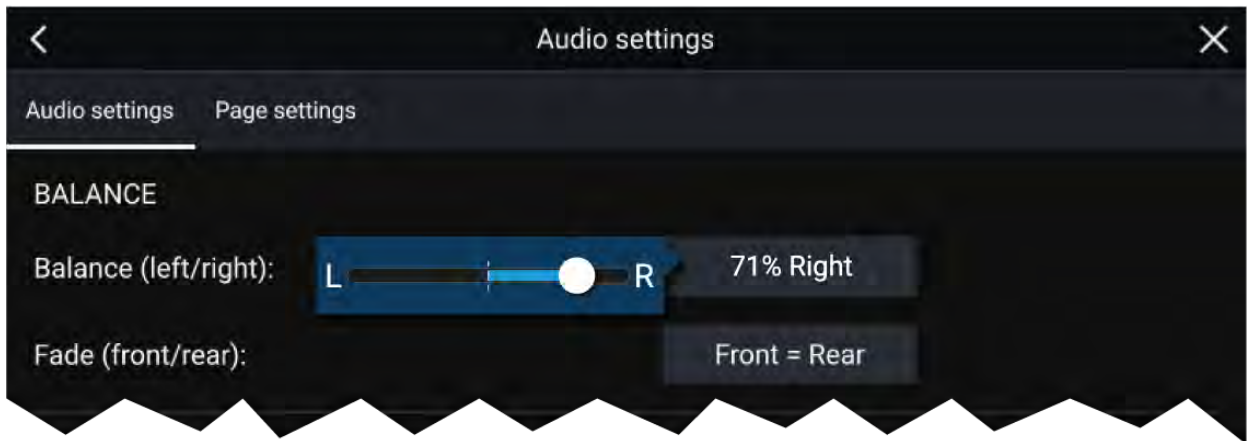 Audio settings
Audio settings Page settings
BALANCE
Balance (left/right): L R 71% Right
Fade (front/rear): Front = Rear